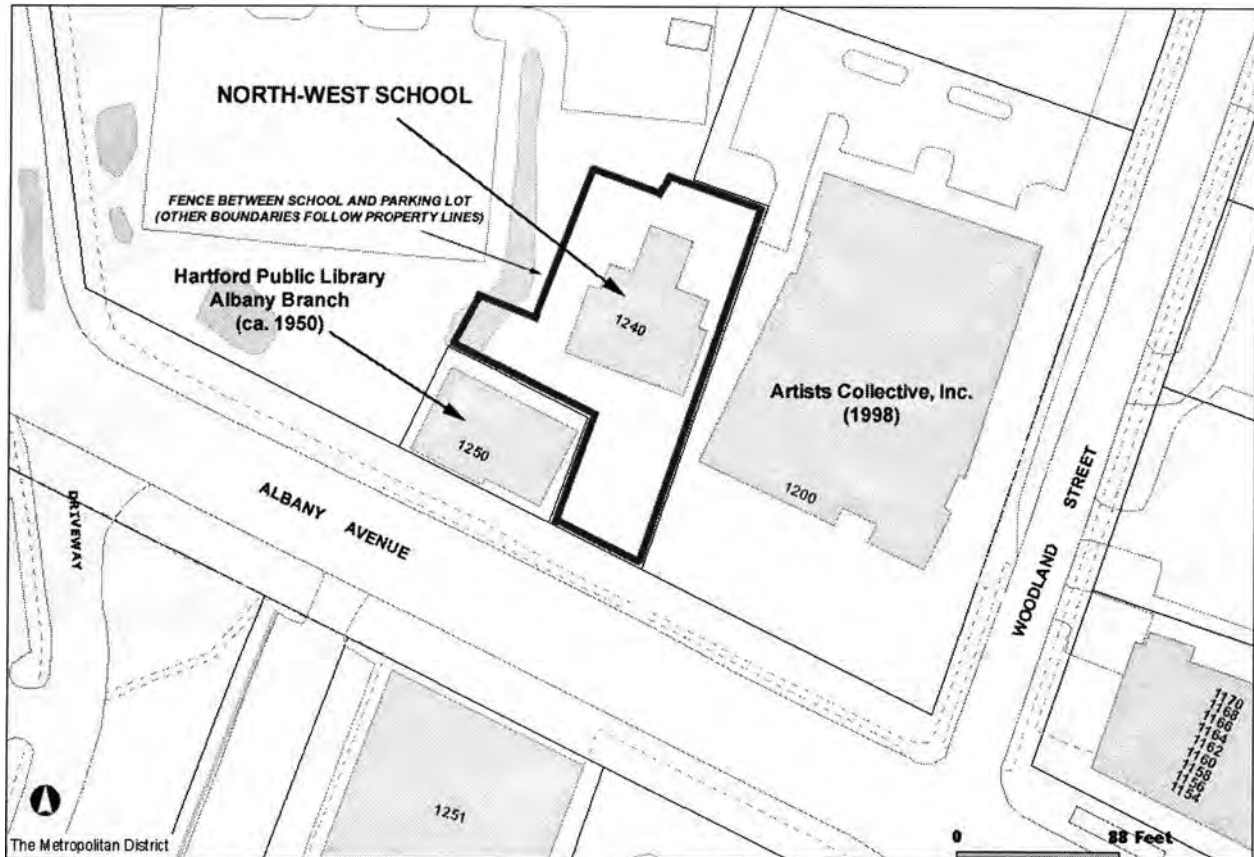 NORTH-WEST SCHOOL
FENCE BETWEEN SCHOOL AND PARKING LOT
(OTHER BOUNDARIES FOLLOW PROPERTY LINES)
Hartford Public Library
Albany Branch
(ca. 1950)
1240
Artists Collective, Inc.
(1998)
1250
1200
ALBANY AVENUE
DRIVEWAY
WOODLAND STREET
1170
1168
1166
1164
1162
1160
1158
1156
1154
1251
The Metropolitan District
0 88 Feet